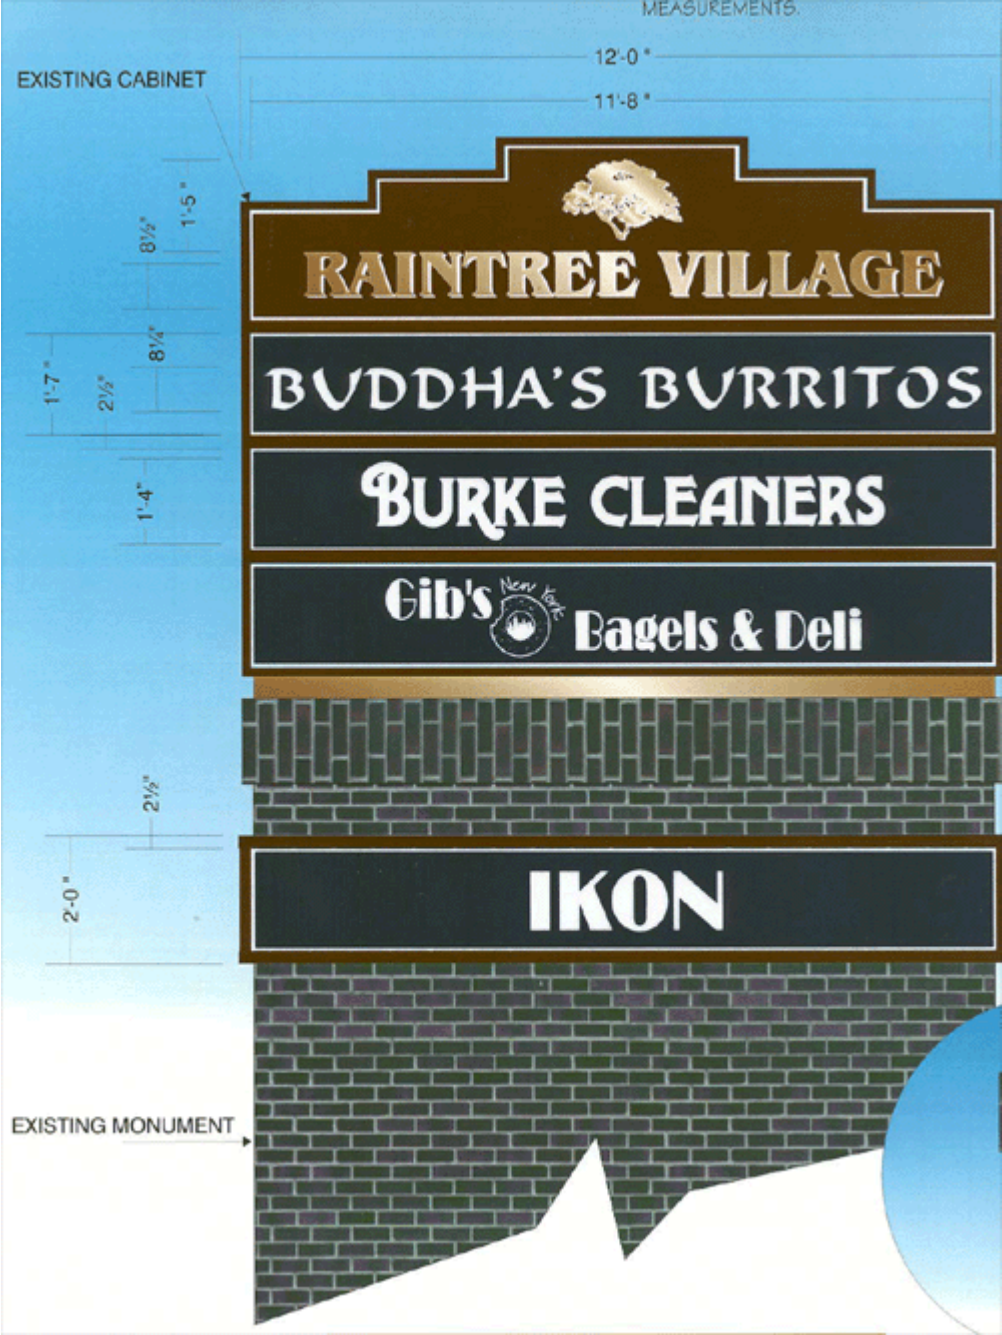 MEASUREMENTS.
12'-0"
EXISTING CABINET
11'-8"
1'-5"
8½"
RAINTREE VILLAGE
8¼"
1'-7"
2½"
BUDDHA'S BURRITOS
1'-4"
BURKE CLEANERS
Gib's New York Bagels & Deli
2½"
2'-0"
IKON
EXISTING MONUMENT